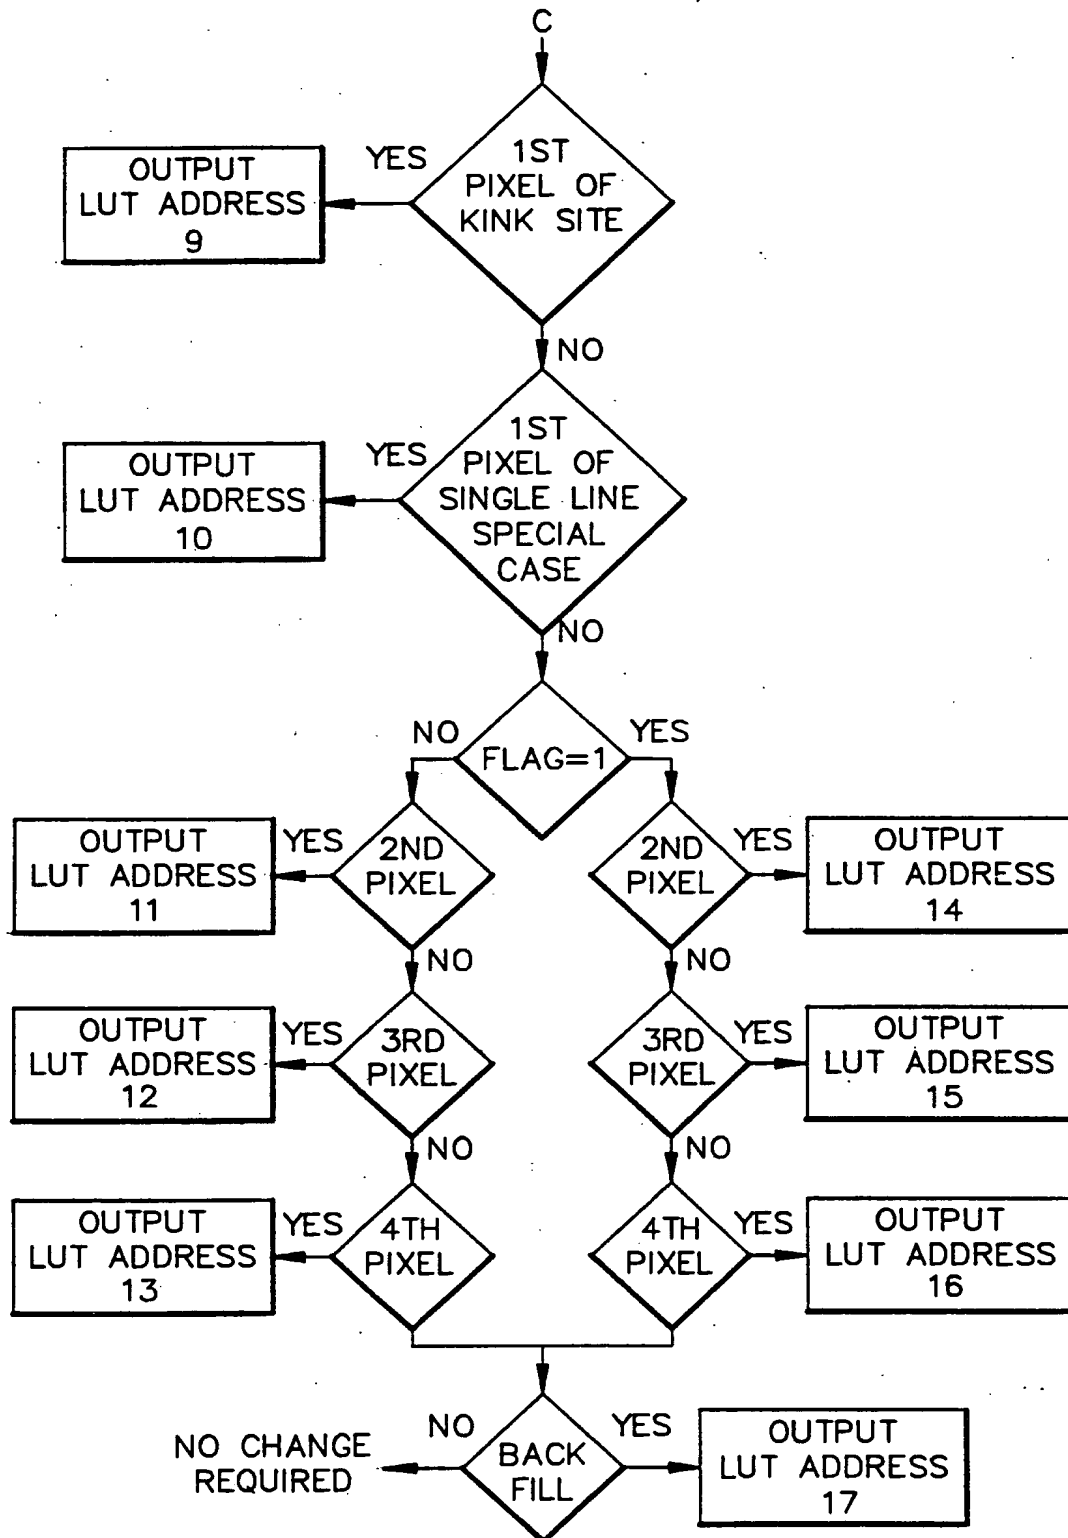 C
1ST
PIXEL OF
KINK SITE
YES
OUTPUT
LUT ADDRESS
9
NO
1ST
PIXEL OF
SINGLE LINE
SPECIAL
CASE
YES
OUTPUT
LUT ADDRESS
10
NO
FLAG=1
NO
YES
2ND
PIXEL
YES
OUTPUT
LUT ADDRESS
11
NO
3RD
PIXEL
YES
OUTPUT
LUT ADDRESS
12
NO
4TH
PIXEL
YES
OUTPUT
LUT ADDRESS
13
2ND
PIXEL
YES
OUTPUT
LUT ADDRESS
14
NO
3RD
PIXEL
YES
OUTPUT
LUT ADDRESS
15
NO
4TH
PIXEL
YES
OUTPUT
LUT ADDRESS
16
BACK
FILL
NO
NO CHANGE
REQUIRED
YES
OUTPUT
LUT ADDRESS
17